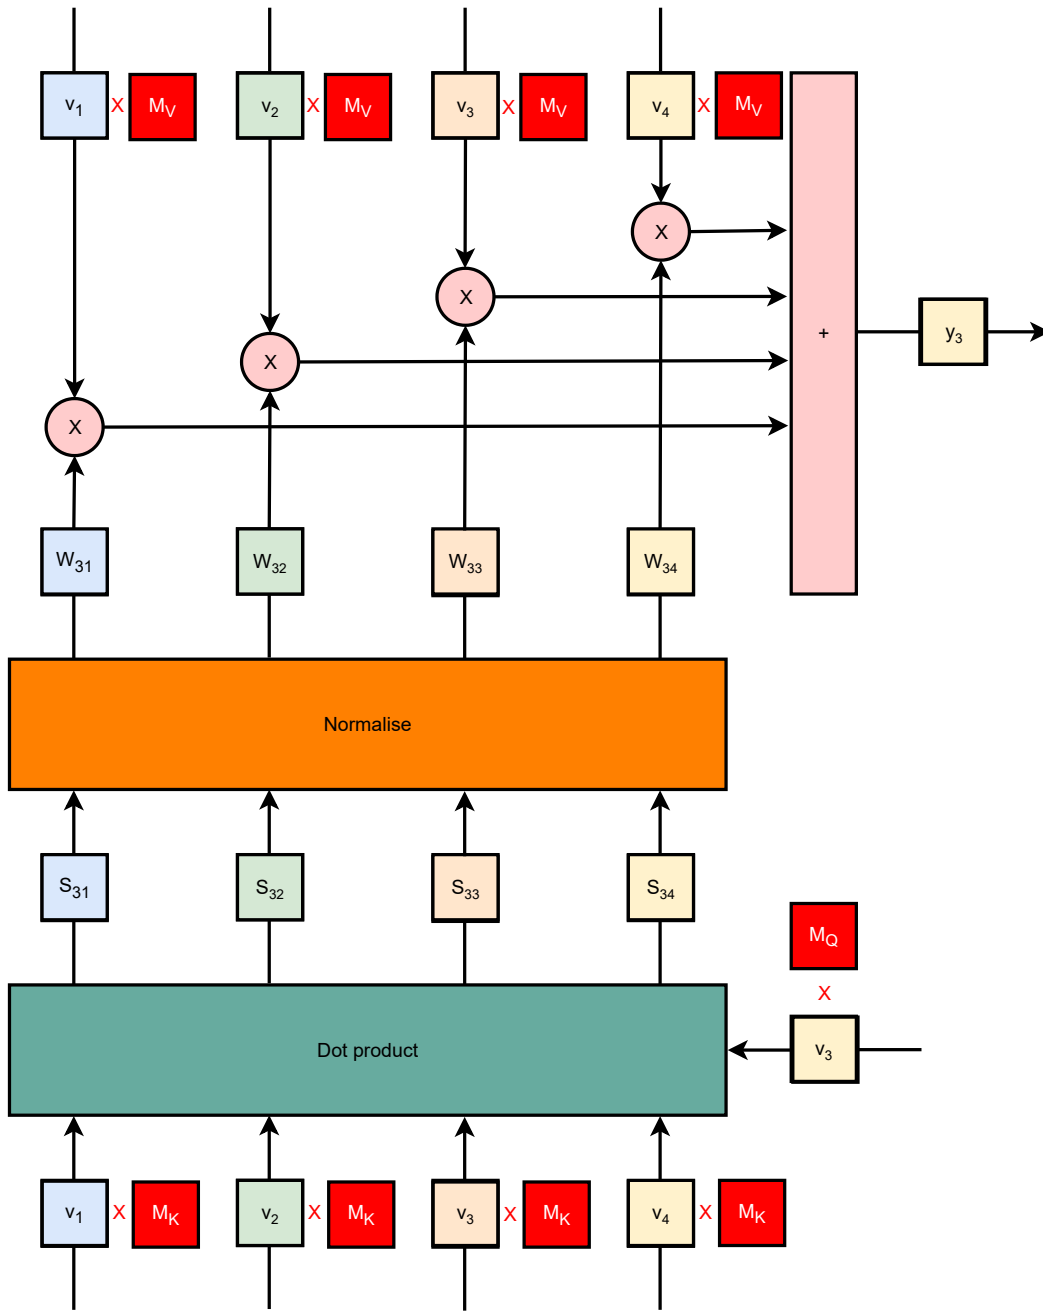 v1 X MV v2 X MV v3 X MV v4 X MV
X
X
X
+ y3
X
W31 W32 W33 W34
Normalise
S31 S32 S33 S34
MQ
X
Dot product v3
v1 X MK v2 X MK v3 X MK v4 X MK